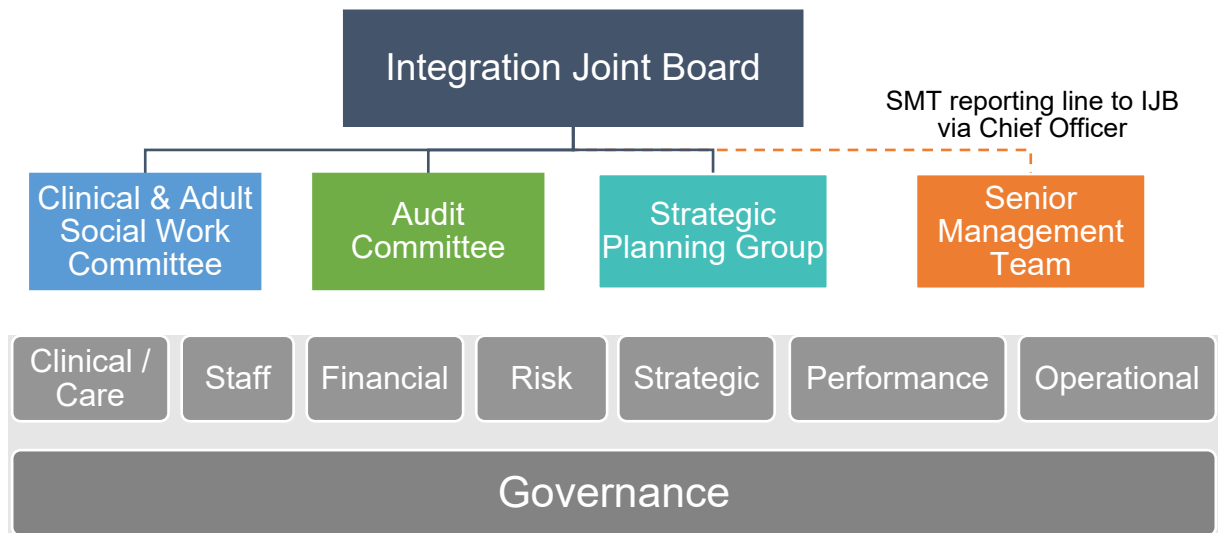 Integration Joint Board
SMT reporting line to IJB
via Chief Officer
Clinical & Adult
Social Work
Committee
Audit
Committee
Strategic
Planning Group
Senior
Management
Team
Clinical /
Care
Staff
Financial
Risk
Strategic
Performance
Operational
Governance